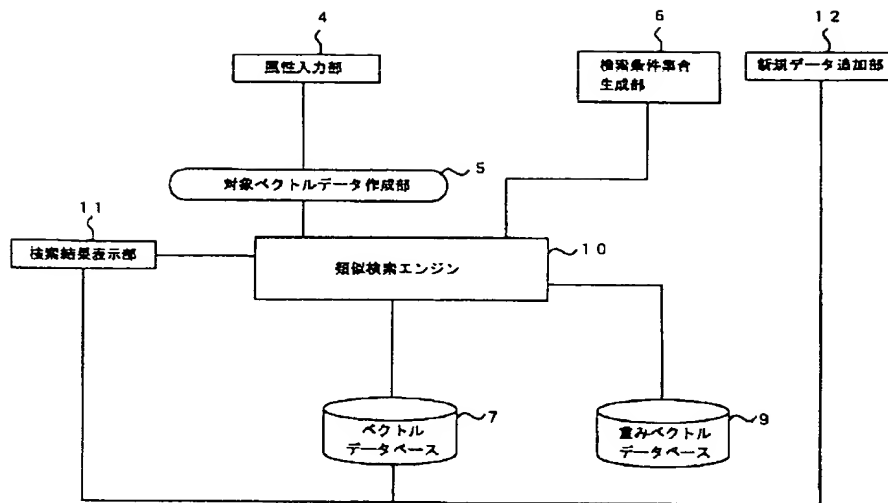 4
属性入力部
6
検索条件集合
生成部
12
新規データ追加部
対象ベクトルデータ作成部
5
11
検索結果表示部
類似検索エンジン
10
ベクトル
データベース
7
重みベクトル
データベース
9